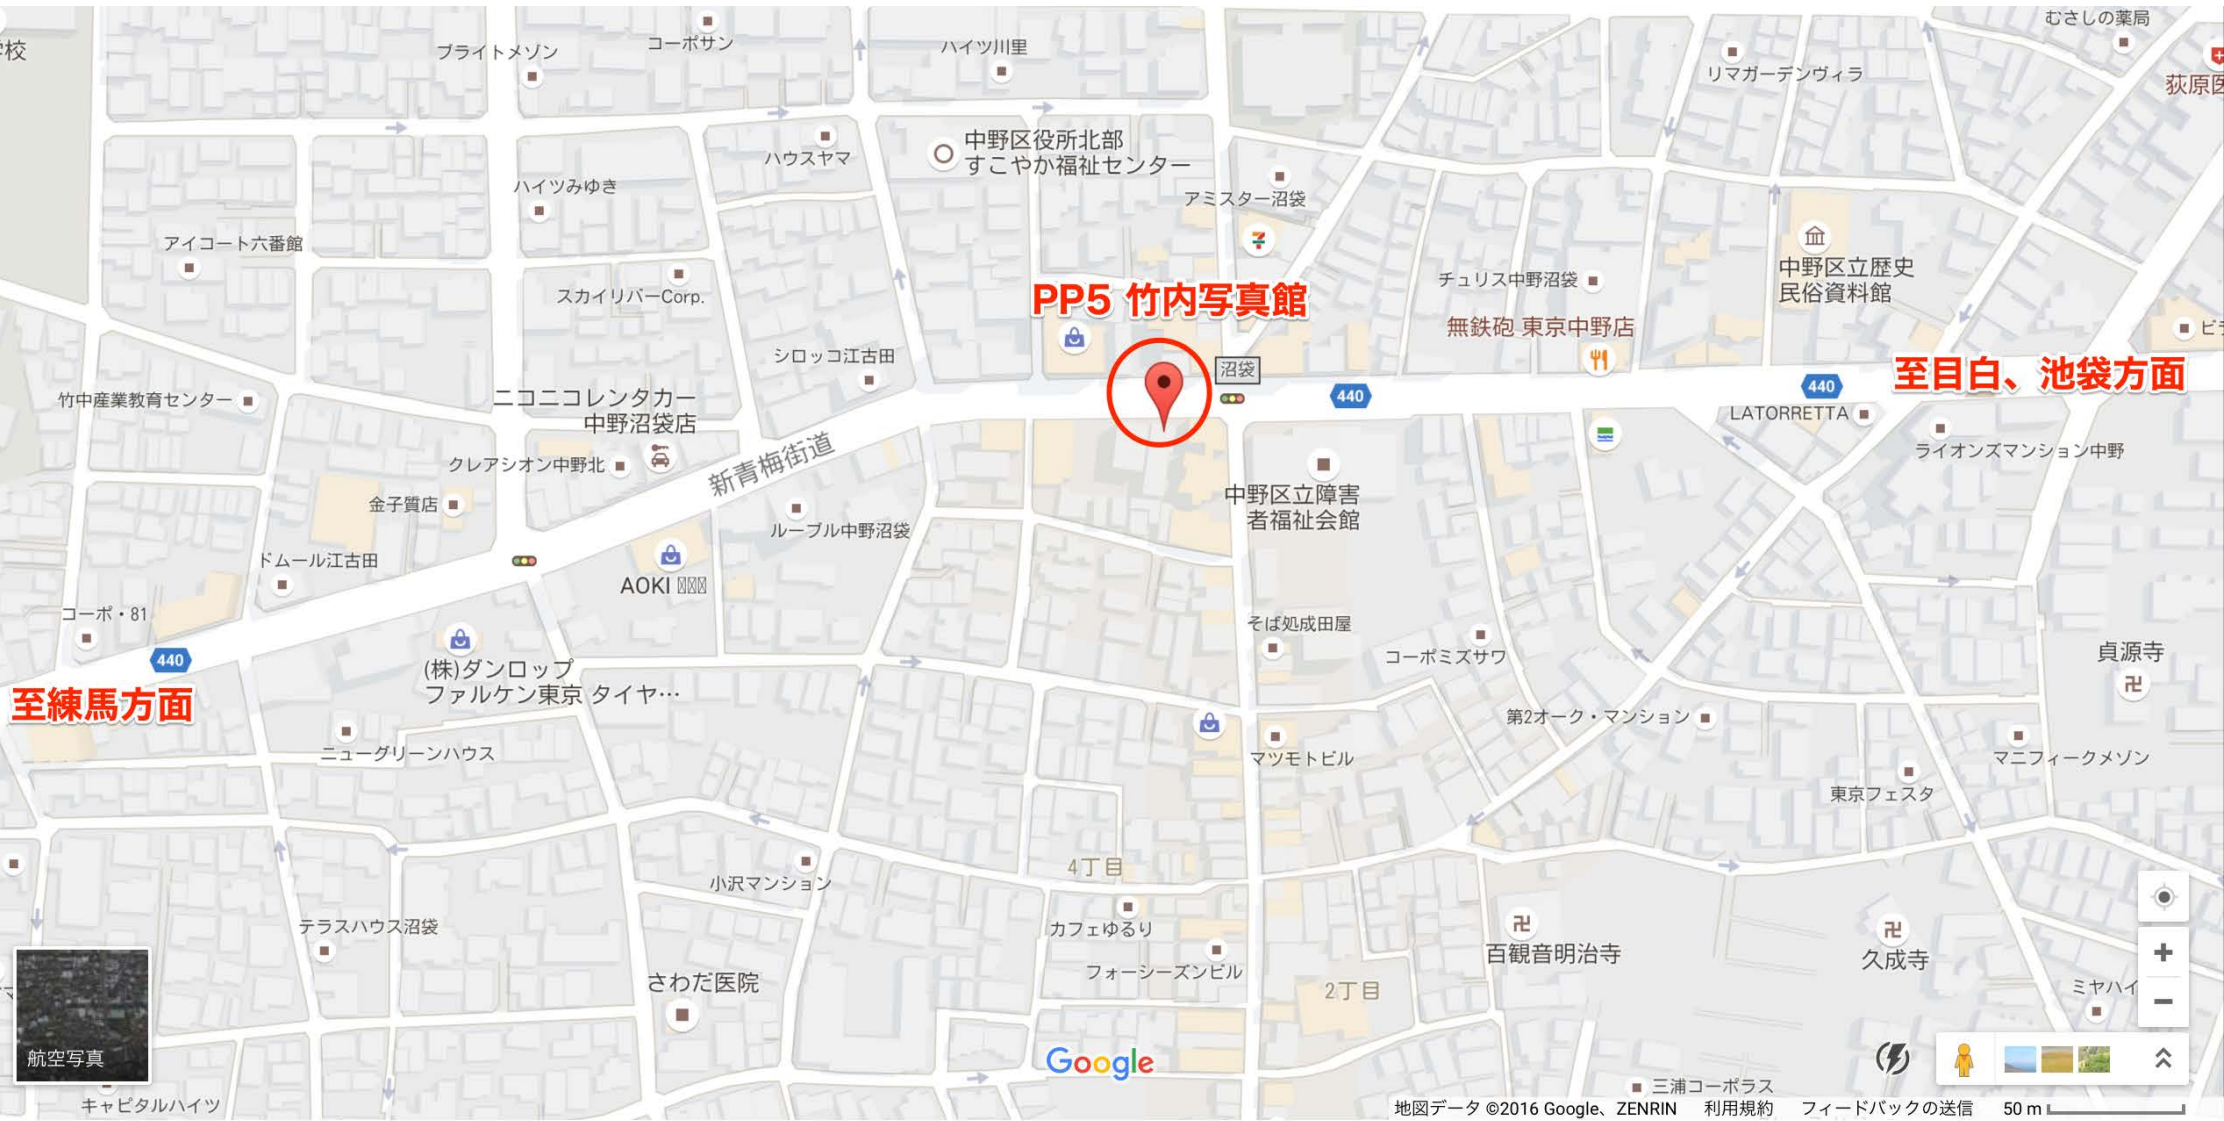 むさしの薬局
コーポサン
ブライトメゾン
ハイツ川里
校
リマガーデンヴィラ
荻原医
中野区役所北部
すこやか福祉センター
ハウスヤマ
ハイツみゆき
アミスター沼袋
アイコート六番館
スカイリバーCorp.
チュリス中野沼袋
中野区立歴史
民俗資料館
PP5 竹内写真館
無鉄砲 東京中野店
シロッコ江古田
沼袋
至目白、池袋方面
440
440
竹中産業教育センター
ニコニコレンタカー
中野沼袋店
LATORRETTA
ライオンズマンション中野
クレアシオン中野北
新青梅街道
金子質店
ルーブル中野沼袋
中野区立障害
者福祉会館
ドムール江古田
AOKI
コーポ・81
そば処成田屋
440
(株)ダンロップ
ファルケン東京 タイヤ…
コーポミズサワ
貞源寺
至練馬方面
第2オーク・マンション
ニューグリーンハウス
マツモトビル
マニフィークメゾン
東京フェスタ
4丁目
小沢マンション
テラスハウス沼袋
カフェゆるり
百観音明治寺
久成寺
フォーシーズンビル
さわだ医院
2丁目
ミヤハイ
航空写真
Google
三浦コーポラス
キャピタルハイツ
地図データ ©2016 Google、ZENRIN 利用規約 フィードバックの送信 50 m